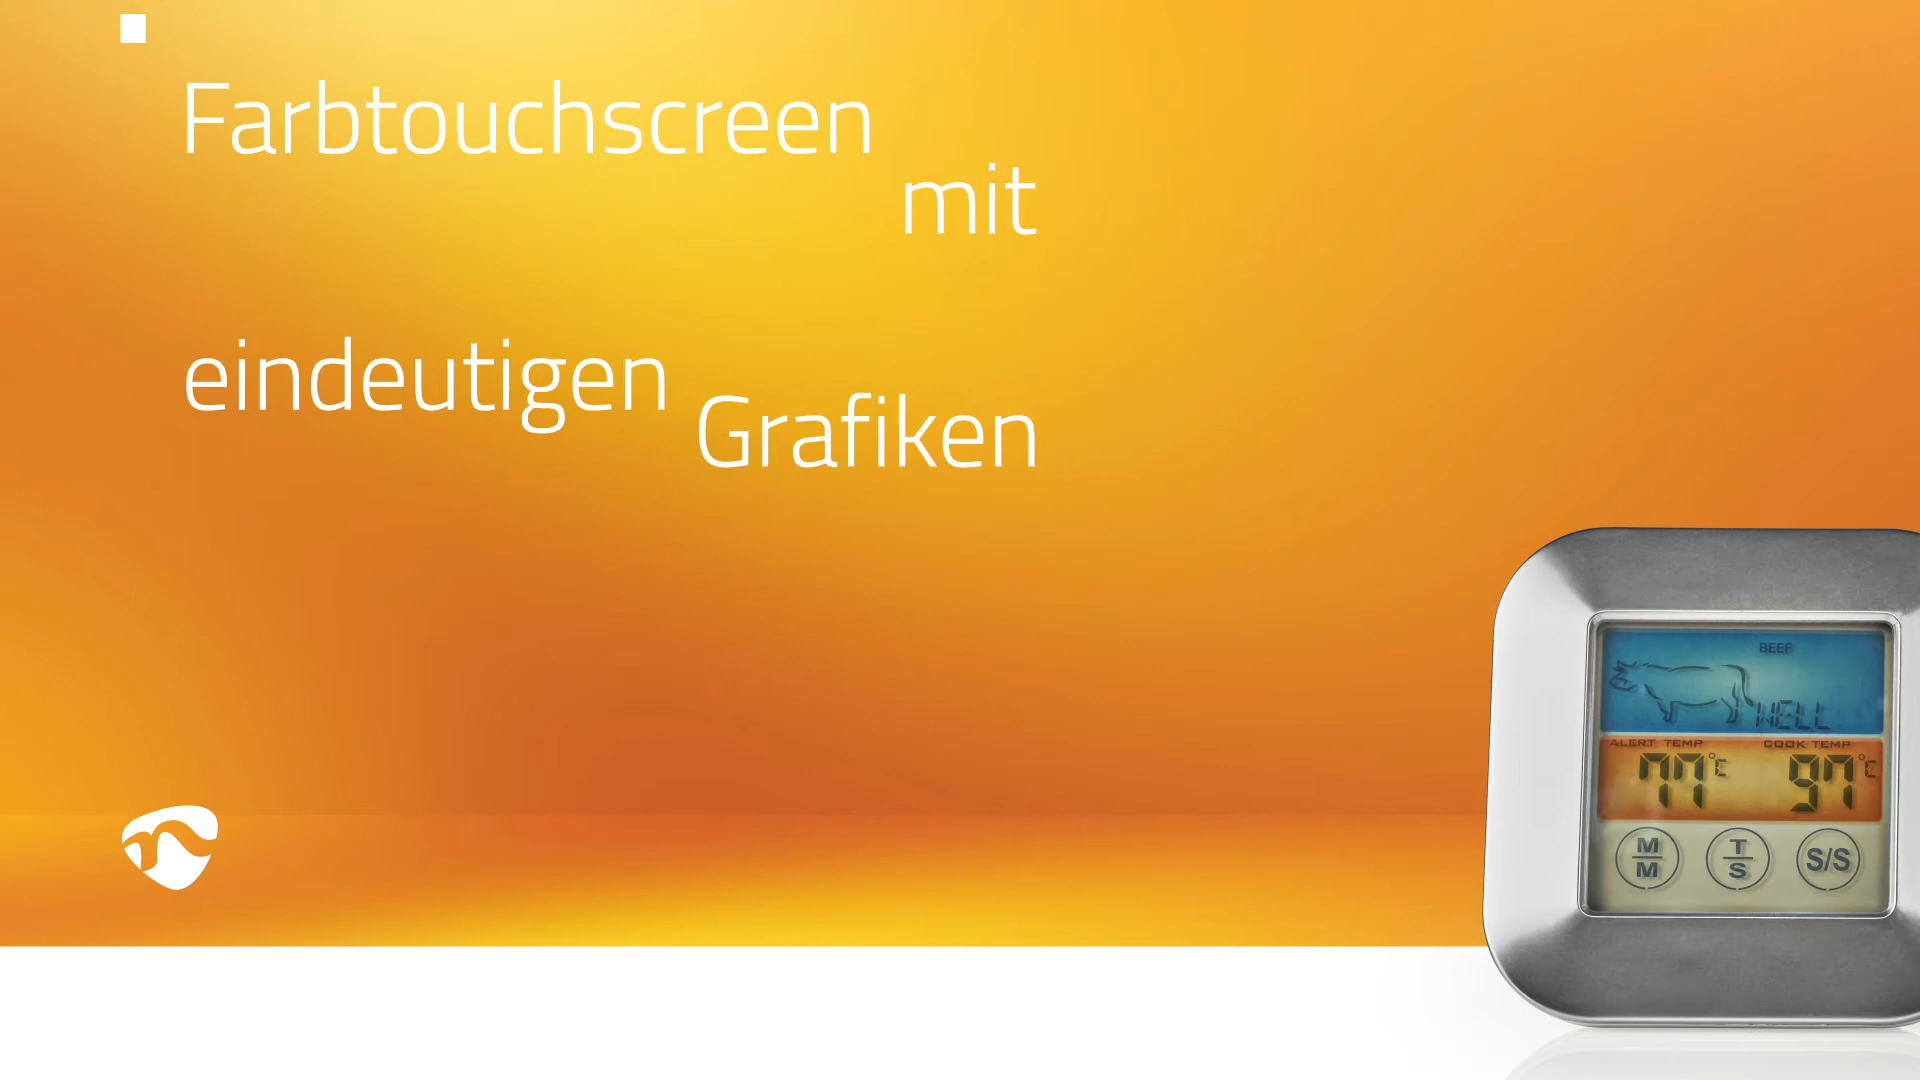 Farbtouchscreen
mit
eindeutigen
Grafiken
BEEF
WELL
ALERT TEMP COOK TEMP
77°C 97°C
M/M T/S S/S